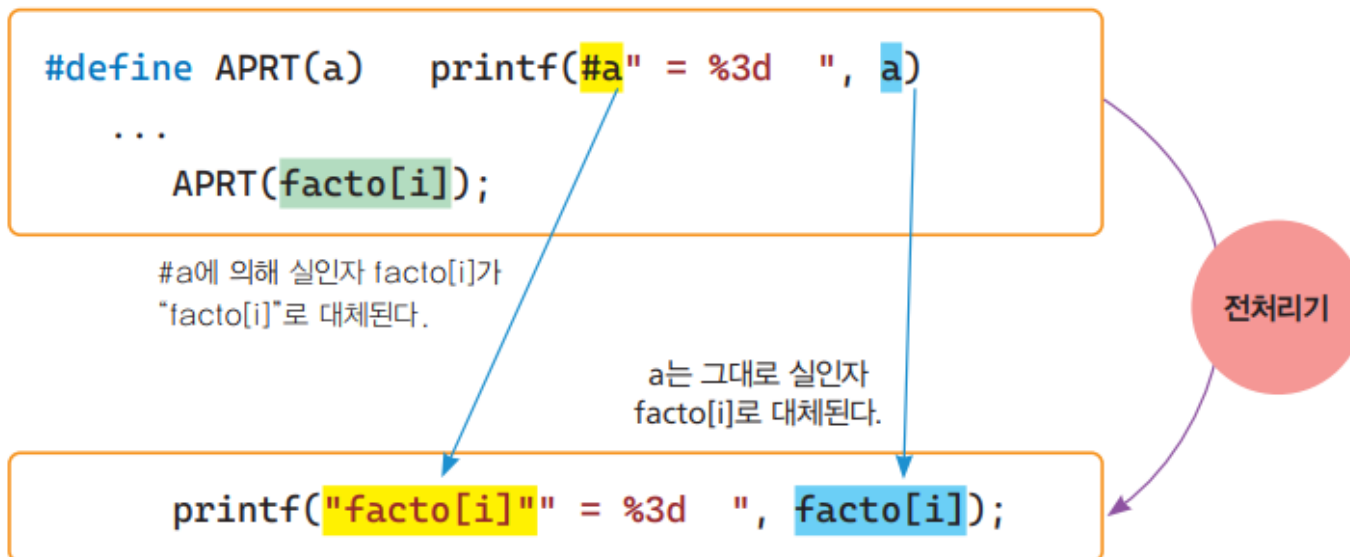 #define APRT(a)   printf(#a" = %3d  ", a)
...
APRT(facto[i]);
#a에 의해 실인자 facto[i]가
“facto[i]”로 대체된다.
전처리기
a는 그대로 실인자
facto[i]로 대체된다.
printf("facto[i]"" = %3d  ", facto[i]);